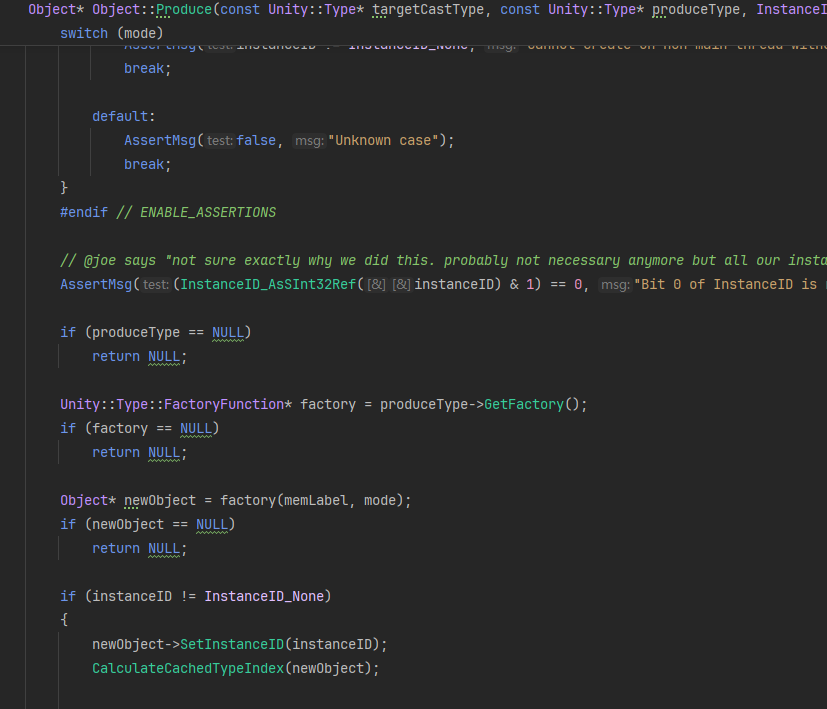 Object* Object::Produce(const Unity::Type* targetCastType, const Unity::Type* produceType, InstanceI
switch (mode)
AssertMsg(test: instanceID != InstanceID_None, msg: "Cannot create on non main thread witho
break;
default:
AssertMsg(test: false, msg: "Unknown case");
break;
}
#endif // ENABLE_ASSERTIONS
// @joe says "not sure exactly why we did this. probably not necessary anymore but all our insta
AssertMsg(test: (InstanceID_AsSInt32Ref([&] [&] instanceID) & 1) == 0, msg: "Bit 0 of InstanceID is
if (produceType == NULL)
return NULL;
Unity::Type::FactoryFunction* factory = produceType->GetFactory();
if (factory == NULL)
return NULL;
Object* newObject = factory(memLabel, mode);
if (newObject == NULL)
return NULL;
if (instanceID != InstanceID_None)
{
newObject->SetInstanceID(instanceID);
CalculateCachedTypeIndex(newObject);